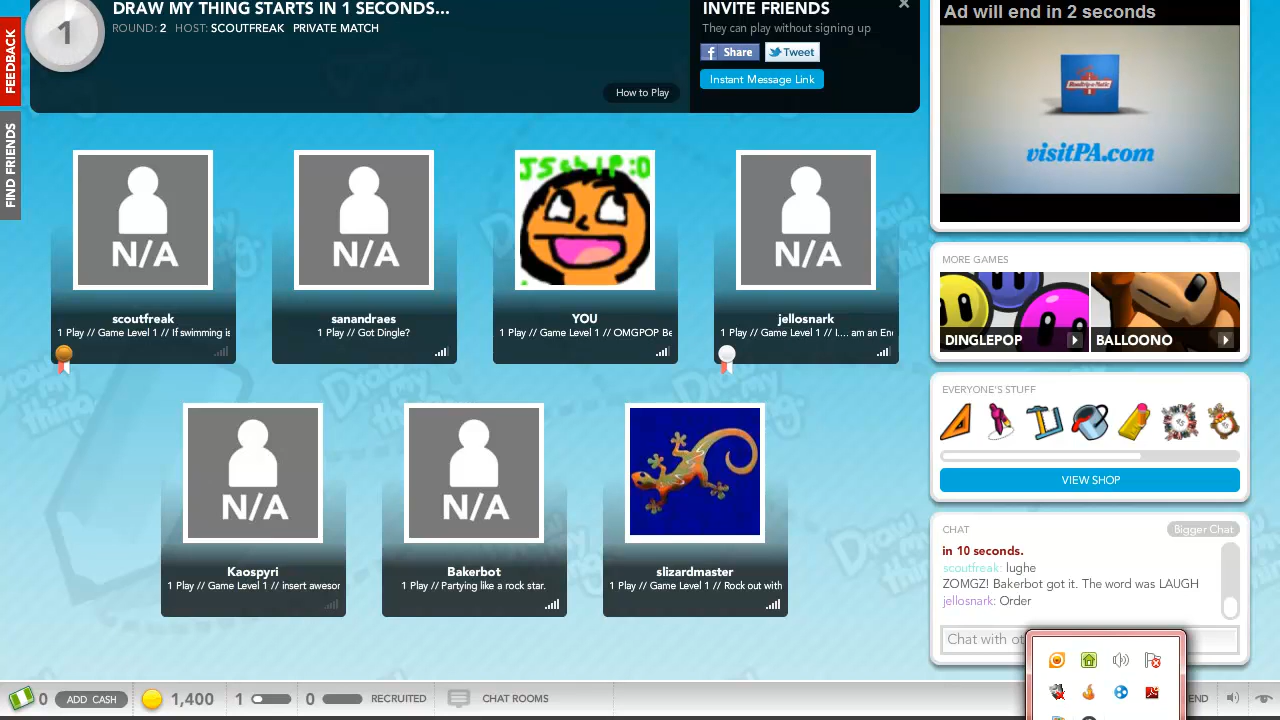 FEEDBACK
FIND FRIENDS
1
DRAW MY THING STARTS IN 1 SECONDS...
ROUND: 2 HOST: SCOUTFREAK PRIVATE MATCH
How to Play
INVITE FRIENDS
They can play without signing up
Share
Tweet
Instant Message Link
Ad will end in 2 seconds
visitPA.com
N/A
scoutfreak
1 Play // Game Level 1 // If swimming is
N/A
sanandraes
1 Play // Got Dingle?
JSchlP:D
YOU
1 Play // Game Level 1 // OMGPOP Be
N/A
jellosnark
1 Play // Game Level 1 // I.... am an En
N/A
Kaospyri
1 Play // Game Level 1 // insert awesor
N/A
Bakerbot
1 Play // Partying like a rock star.
slizardmaster
1 Play // Game Level 1 // Rock out with
MORE GAMES
DINGLEPOP
BALLOONO
EVERYONE'S STUFF
VIEW SHOP
CHAT
Bigger Chat
in 10 seconds.
scoutfreak: lughe
ZOMGZ! Bakerbot got it. The word was LAUGH
jellosnark: Order
Chat with ot
0 ADD CASH
1,400
1
0 RECRUITED
CHAT ROOMS
END